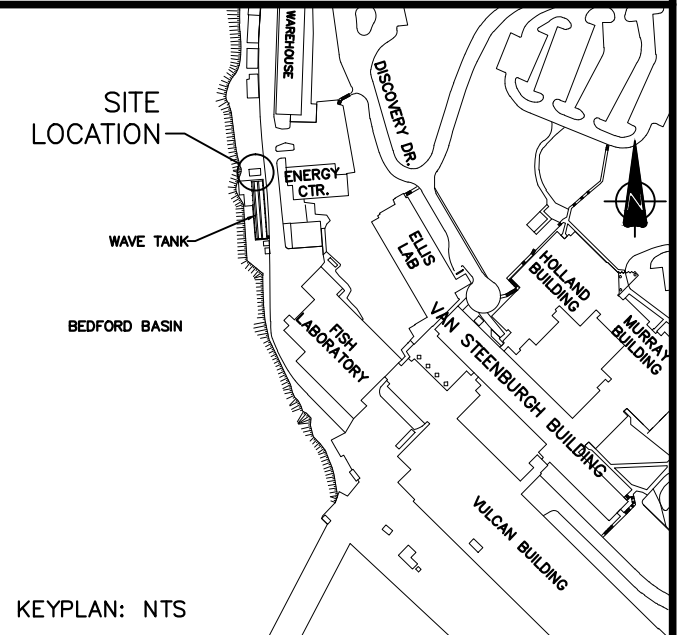 WAREHOUSE
DISCOVERY DR.
SITE
LOCATION
ENERGY
CTR.
WAVE TANK
ELLIS
LAB
N
HOLLAND
BUILDING
MURRAY
BUILDING
BEDFORD BASIN
FISH
LABORATORY
VAN STEENBURGH BUILDING
VULCAN BUILDING
KEYPLAN: NTS